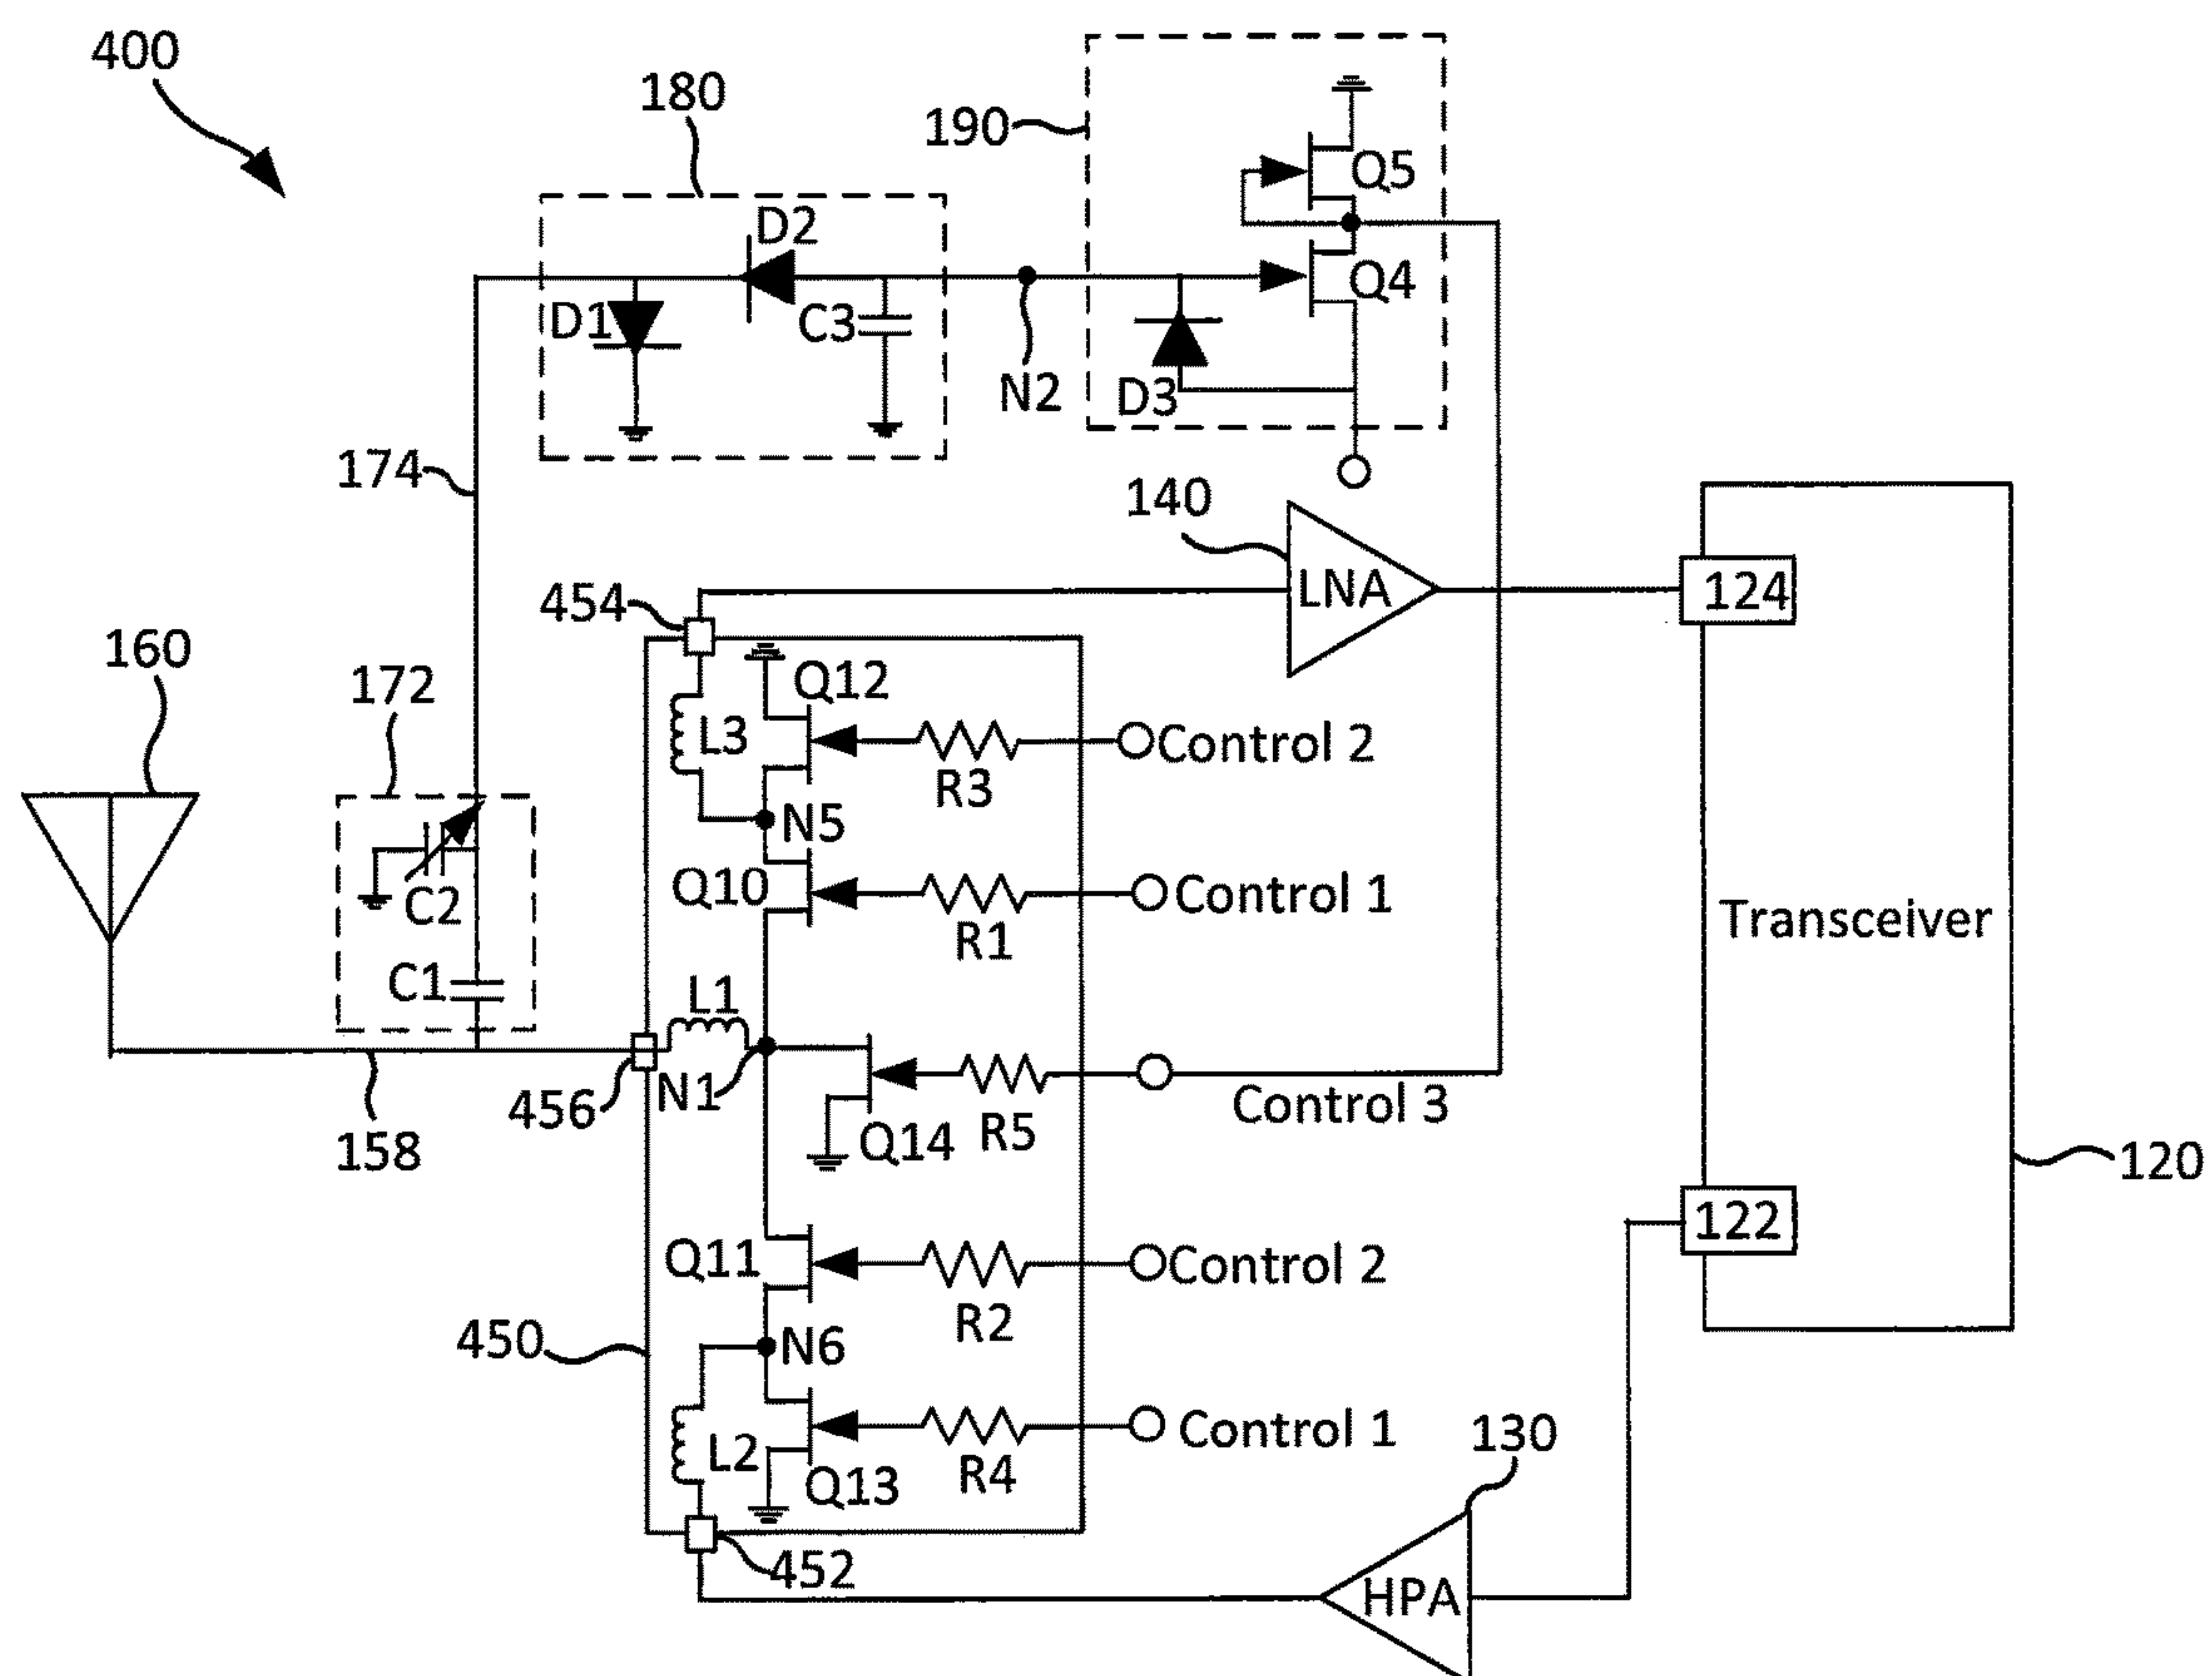 400
180
190
Q5
D2
D1
C3
Q4
N2
D3
174
140
LNA
124
454
160
172
Q12
L3
Control 2
R3
N5
Q10
Control 1
R1
C2
Transceiver
C1
L1
N1
456
Control 3
Q14
R5
158
120
122
Q11
Control 2
R2
450
N6
L2
Control 1
130
R4
Q13
452
HPA